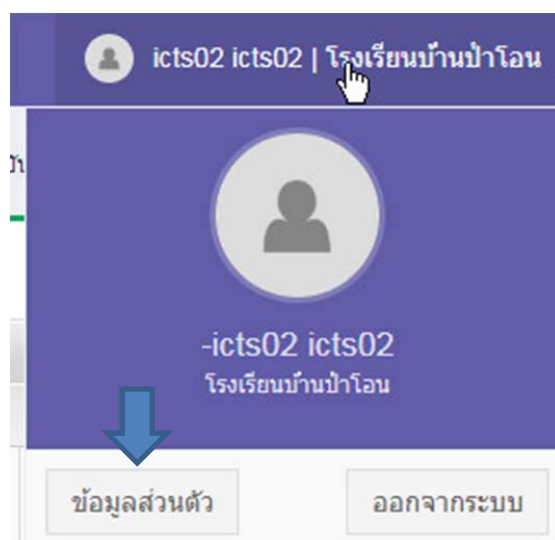 icts02 icts02 | โรงเรียนบ้านป่าโอน
-icts02 icts02
โรงเรียนบ้านป่าโอน
ข้อมูลส่วนตัว ออกจากระบบ